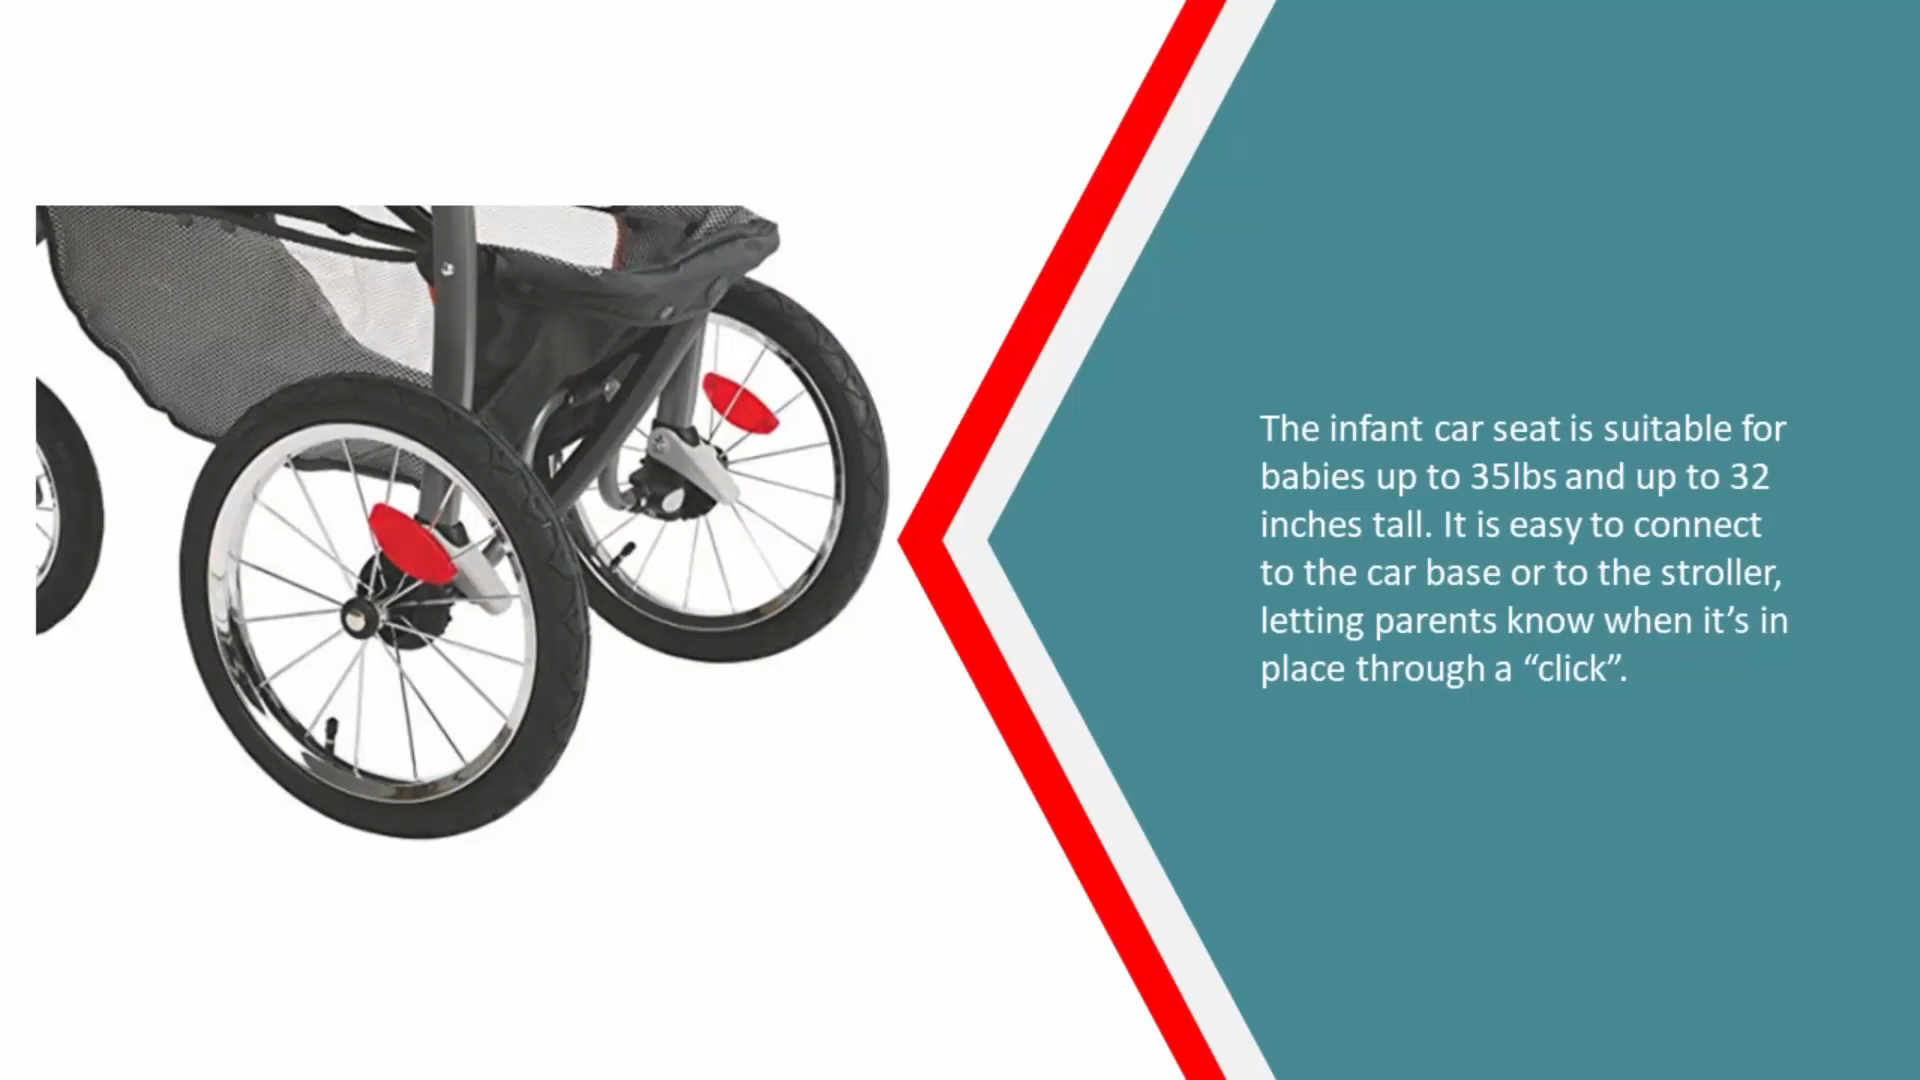 The infant car seat is suitable for
babies up to 35lbs and up to 32
inches tall. It is easy to connect
to the car base or to the stroller,
letting parents know when it’s in
place through a “click”.